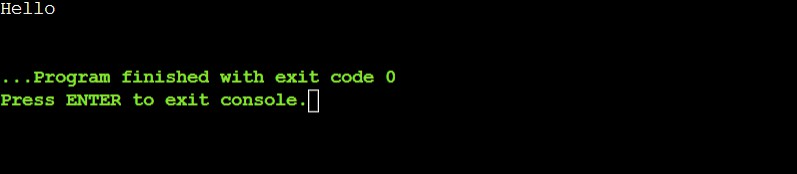 Hello
...Program finished with exit code 0
Press ENTER to exit console.